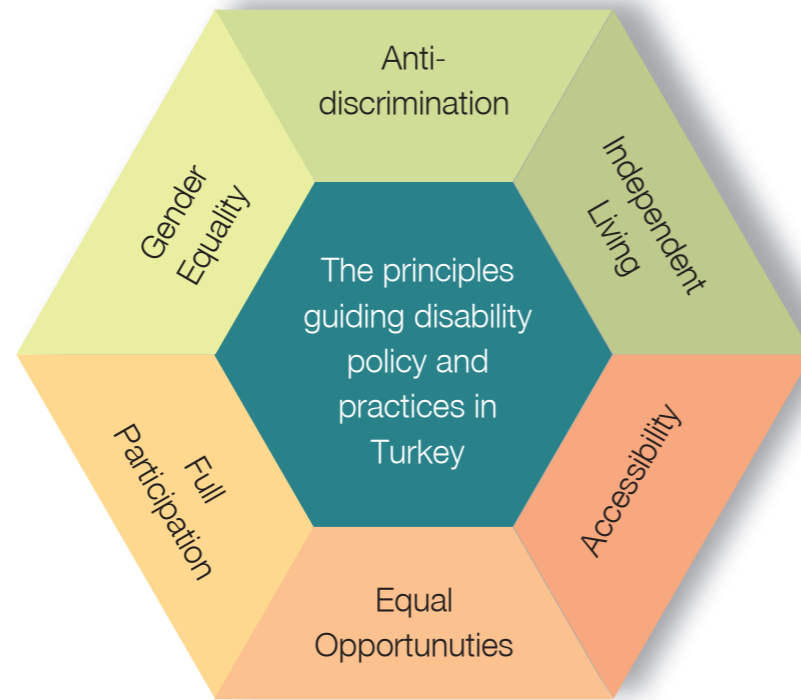 Anti-
discrimination
Independent
Living
Accessibility
Equal
Opportunuties
Full
Participation
Gender
Equality
The principles
guiding disability
policy and
practices in
Turkey